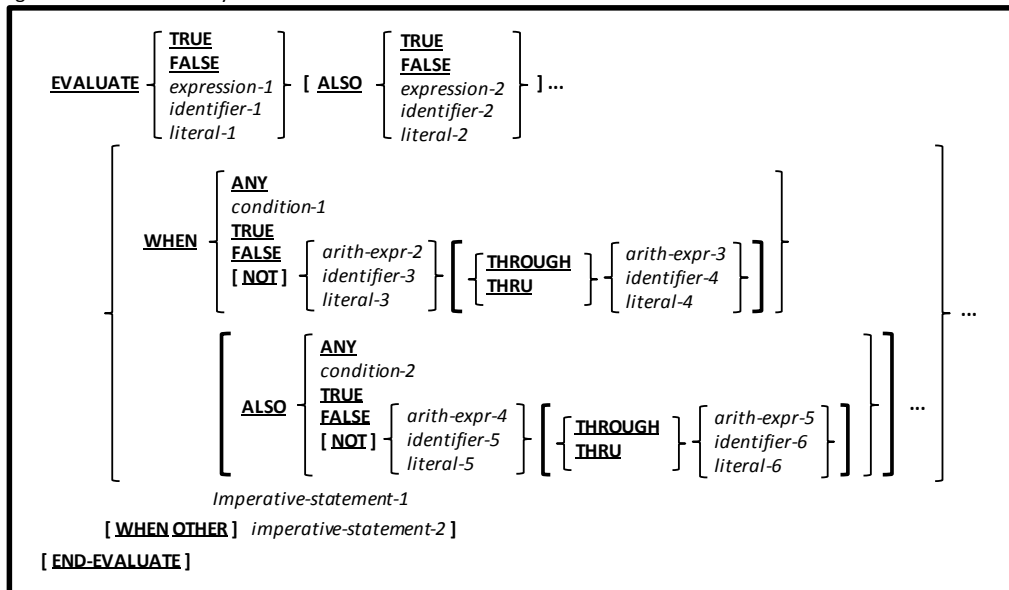 EVALUATE { TRUE FALSE expression-1 identifier-1 literal-1 } [ ALSO { TRUE FALSE expression-2 identifier-2 literal-2 } ] ...
WHEN { ANY
condition-1
TRUE
FALSE
[ NOT ] { arith-expr-2 identifier-3 literal-3 } [ { THROUGH THRU } { arith-expr-3 identifier-4 literal-4 } ] } ...
[ ALSO { ANY
condition-2
TRUE
FALSE
[ NOT ] { arith-expr-4 identifier-5 literal-5 } [ { THROUGH THRU } { arith-expr-5 identifier-6 literal-6 } ] } ] ...
Imperative-statement-1
[ WHEN OTHER ] imperative-statement-2 ]
[ END-EVALUATE ]